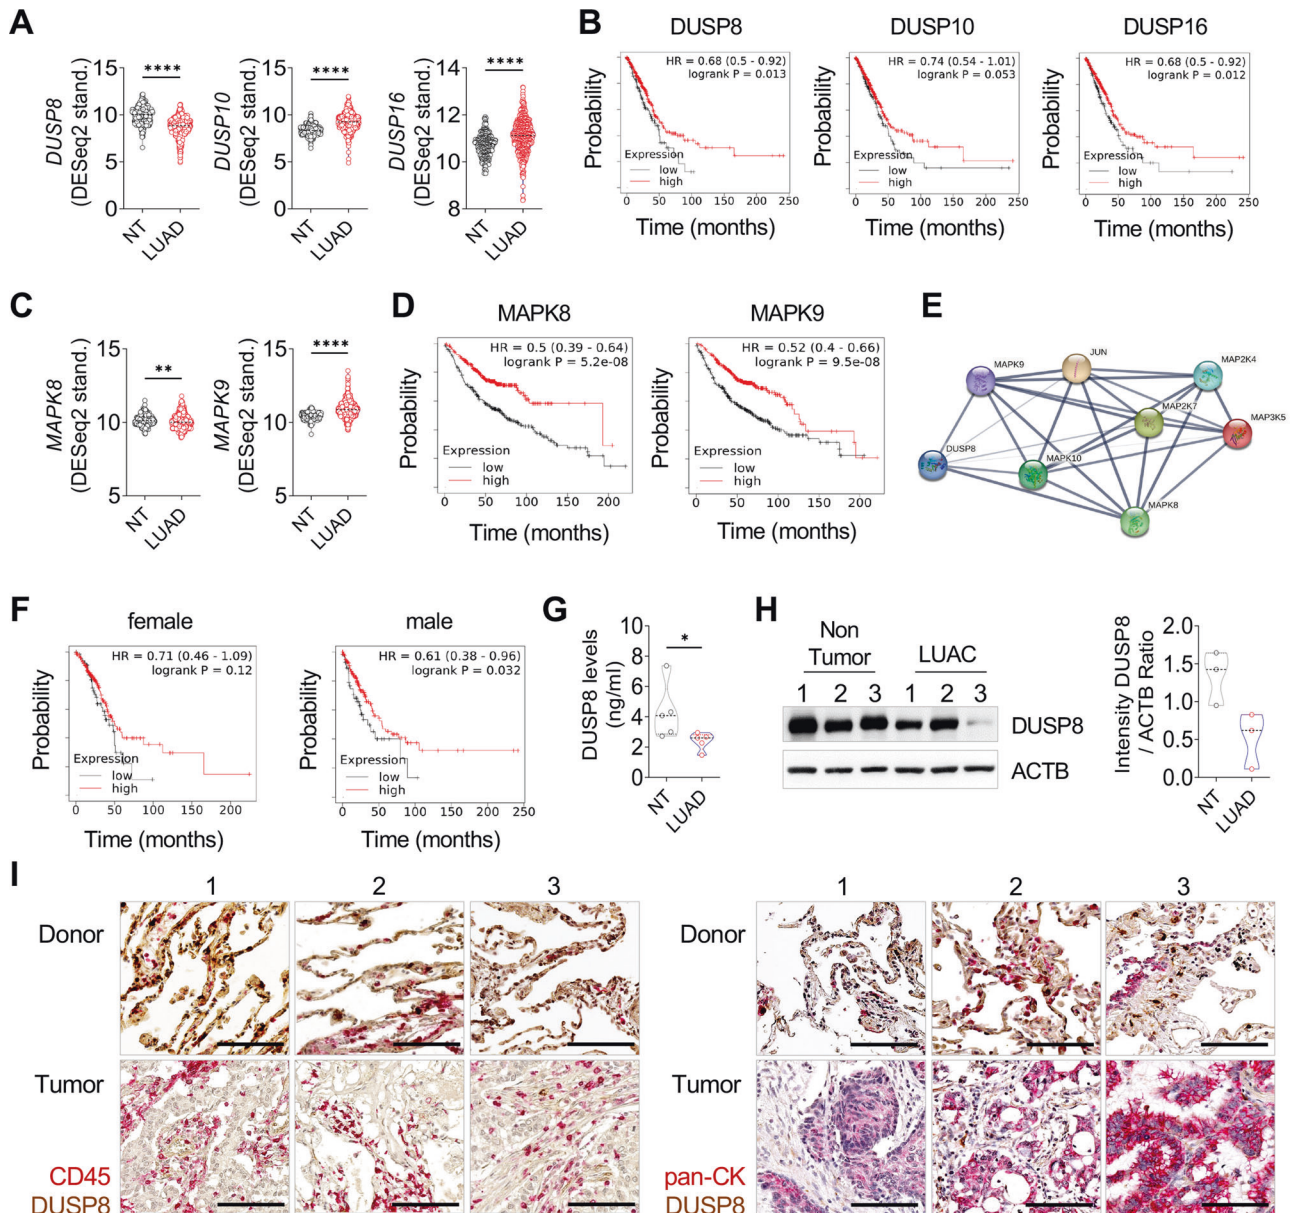 A
DUSP8
(DESeq2 stand.)
15
10
5
0
****
NT
LUAD
DUSP10
(DESeq2 stand.)
15
10
5
0
****
NT
LUAD
DUSP16
(DESeq2 stand.)
14
12
10
8
****
NT
LUAD
B
DUSP8
Probability
HR = 0.68 (0.5 - 0.92)
logrank P = 0.013
Expression
low
high
0 50 100 150 200 250
Time (months)
DUSP10
Probability
HR = 0.74 (0.54 - 1.01)
logrank P = 0.053
Expression
low
high
0 50 100 150 200 250
Time (months)
DUSP16
Probability
HR = 0.68 (0.5 - 0.92)
logrank P = 0.012
Expression
low
high
0 50 100 150 200 250
Time (months)
C
MAPK8
(DESeq2 stand.)
15
10
5
**
NT
LUAD
MAPK9
(DESeq2 stand.)
15
10
5
****
NT
LUAD
D
MAPK8
Probability
HR = 0.5 (0.39 - 0.64)
logrank P = 5.2e-08
Expression
low
high
0 50 100 150 200
Time (months)
MAPK9
Probability
HR = 0.52 (0.4 - 0.66)
logrank P = 9.5e-08
Expression
low
high
0 50 100 150 200
Time (months)
E
MAPK9
JUN
MAP2K4
MAP2K7
MAP3K5
DUSP8
MAPK10
MAPK8
F
female
Probability
HR = 0.71 (0.46 - 1.09)
logrank P = 0.12
Expression
low
high
0 50 100 150 200
Time (months)
male
Probability
HR = 0.61 (0.38 - 0.96)
logrank P = 0.032
Expression
low
high
0 50 100 150 200 250
Time (months)
G
DUSP8 levels
(ng/ml)
10
8
6
4
2
0
*
NT
LUAD
H
Non
Tumor
LUAC
1 2 3 1 2 3
DUSP8
ACTB
Intensity DUSP8
/ ACTB Ratio
2.0
1.5
1.0
0.5
0.0
NT
LUAD
I
1 2 3
Donor
Tumor
CD45
DUSP8
1 2 3
Donor
Tumor
pan-CK
DUSP8